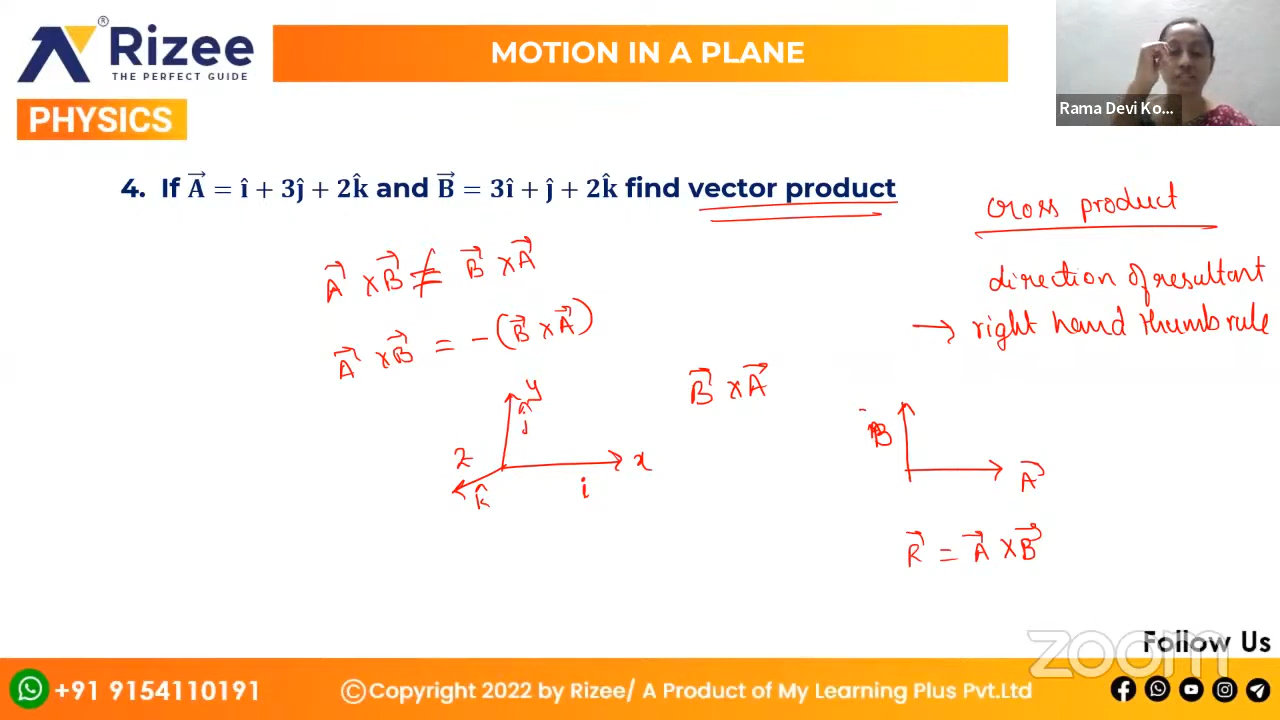 Rizee®
THE PERFECT GUIDE
MOTION IN A PLANE
PHYSICS
Rama Devi Ko...
4. If A⃗ = î + 3ĵ + 2k̂ and B⃗ = 3î + ĵ + 2k̂ find vector product
cross product
A⃗ × B⃗ ≠ B⃗ × A⃗
direction of resultant
→ right hand thumb rule
A⃗ × B⃗ = −(B⃗ × A⃗)
B⃗ × A⃗
y
ĵ
z
x
k̂
i
B
A⃗
R⃗ = A⃗ × B⃗
zoom
Follow Us
+91 9154110191
©Copyright 2022 by Rizee/ A Product of My Learning Plus Pvt.Ltd